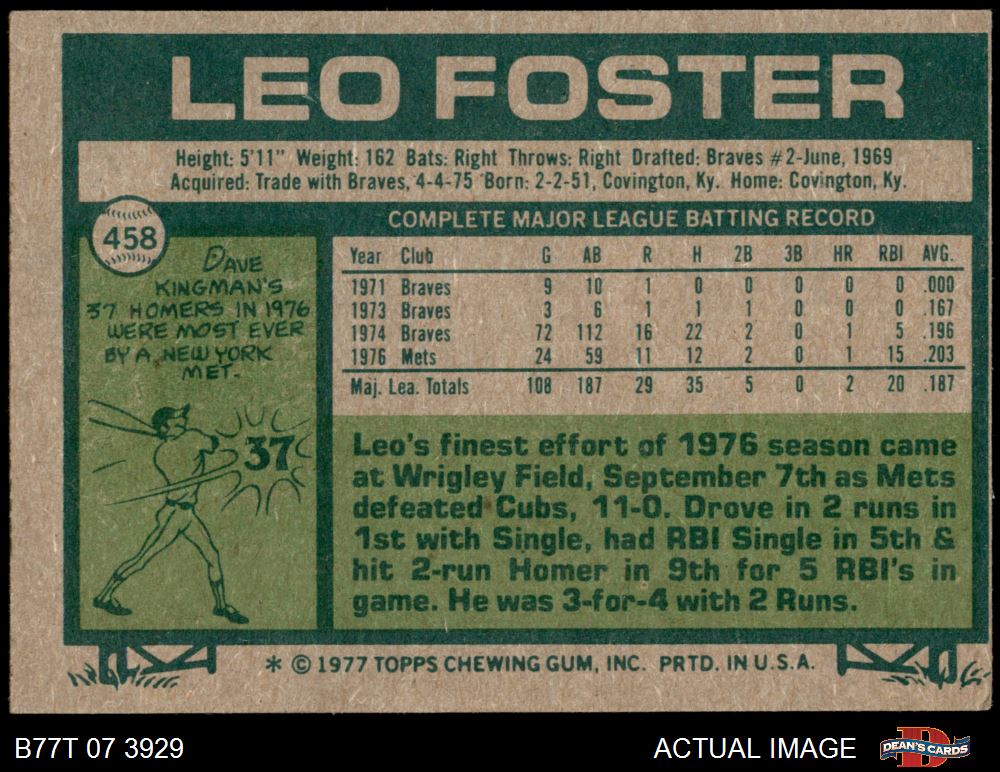 LEO FOSTER
Height: 5'11" Weight: 162 Bats: Right Throws: Right Drafted: Braves #2-June, 1969
Acquired: Trade with Braves, 4-4-75 Born: 2-2-51, Covington, Ky. Home: Covington, Ky.
458
DAVE
KINGMAN'S
37 HOMERS IN 1976
WERE MOST EVER
BY A NEW YORK
MET.
37
COMPLETE MAJOR LEAGUE BATTING RECORD
Year Club G AB R H 2B 3B HR RBI AVG.
1971 Braves 9 10 1 0 0 0 0 0 .000
1973 Braves 3 6 1 1 1 0 0 0 .167
1974 Braves 72 112 16 22 2 0 1 5 .196
1976 Mets 24 59 11 12 2 0 1 15 .203
Maj. Lea. Totals 108 187 29 35 5 0 2 20 .187
Leo's finest effort of 1976 season came
at Wrigley Field, September 7th as Mets
defeated Cubs, 11-0. Drove in 2 runs in
1st with Single, had RBI Single in 5th &
hit 2-run Homer in 9th for 5 RBI's in
game. He was 3-for-4 with 2 Runs.
* © 1977 TOPPS CHEWING GUM, INC. PRTD. IN U.S.A.
B77T 07 3929
ACTUAL IMAGE
D
DEAN'S CARDS